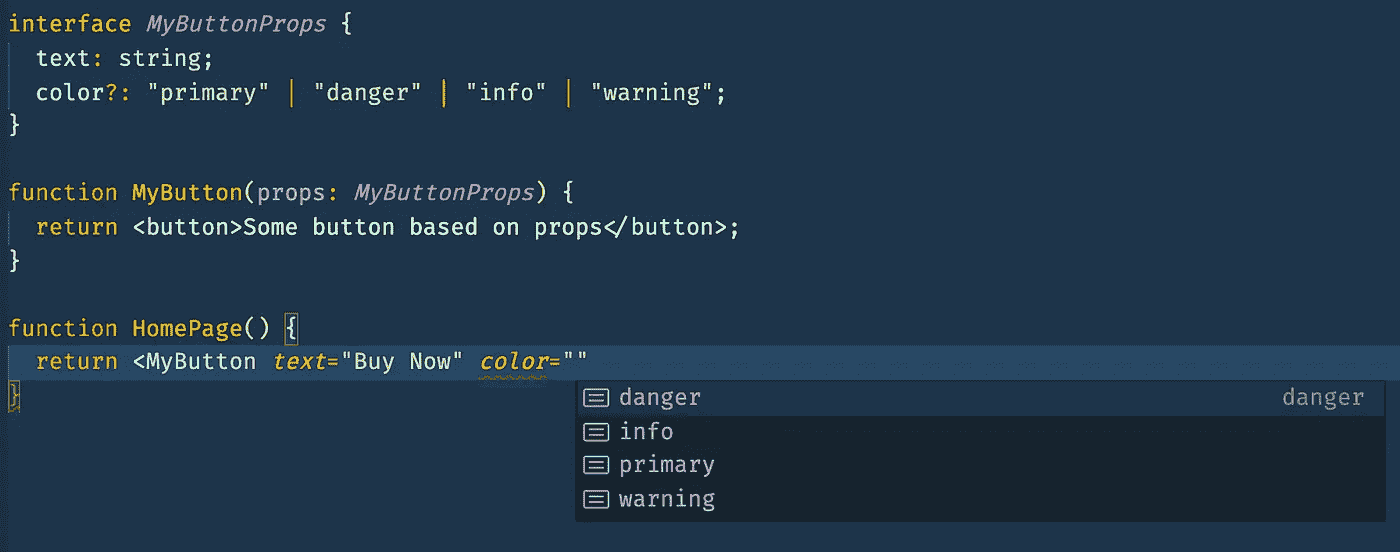 interface MyButtonProps {
  text: string;
  color?: "primary" | "danger" | "info" | "warning";
}
function MyButton(props: MyButtonProps) {
  return <button>Some button based on props</button>;
}
function HomePage() {
  return <MyButton text="Buy Now" color=""
}
danger danger
info
primary
warning